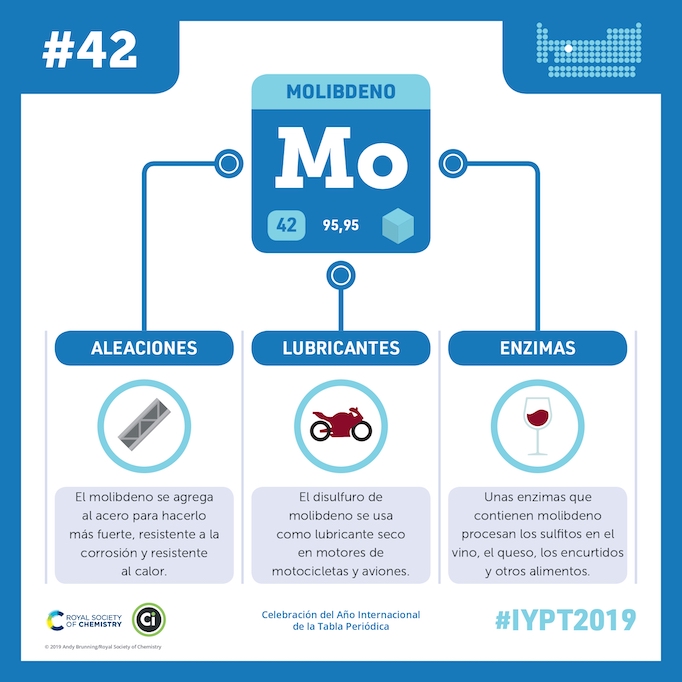 #42
MOLIBDENO
Mo
42
95,95
ALEACIONES
El molibdeno se agrega
al acero para hacerlo
más fuerte, resistente a la
corrosión y resistente
al calor.
LUBRICANTES
El disulfuro de
molibdeno se usa
como lubricante seco
en motores de
motocicletas y aviones.
ENZIMAS
Unas enzimas que
contienen molibdeno
procesan los sulfitos en el
vino, el queso, los encurtidos
y otros alimentos.
ROYAL SOCIETY
OF CHEMISTRY
Ci
Celebración del Año Internacional
de la Tabla Periódica
#IYPT2019
© 2019 Andy Brunning/Royal Society of Chemistry